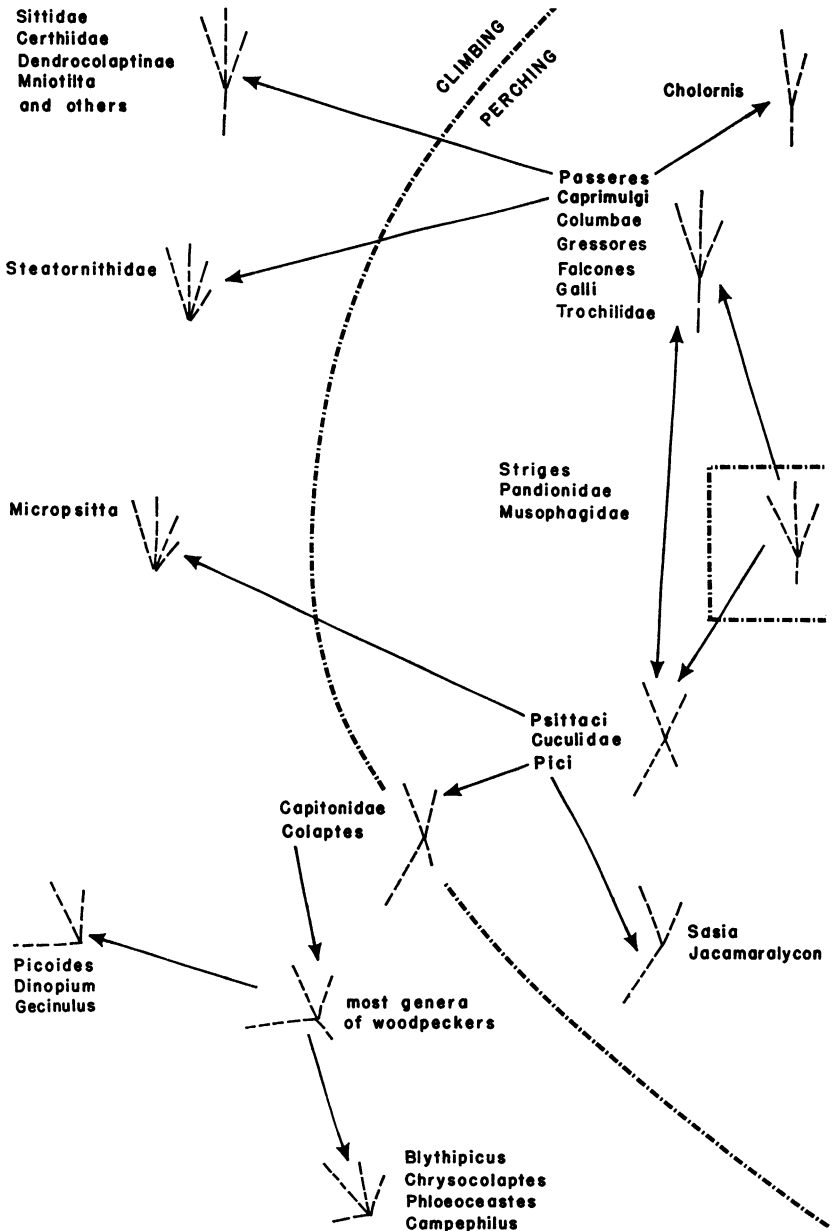 Sittidae
Certhiidae
Dendrocolaptinae
Mniotilta
and others
CLIMBING
PERCHING
Cholornis
Passeres
Caprimulgi
Columbae
Gressores
Falcones
Galli
Trochilidae
Steatornithidae
Striges
Pandionidae
Musophagidae
Micropsitta
Psittaci
Cuculidae
Pici
Capitonidae
Colaptes
Sasia
Jacamaralycon
Picoides
Dinopium
Gecinulus
most genera
of woodpeckers
Blythipicus
Chrysocolaptes
Phloeoceastes
Campephilus